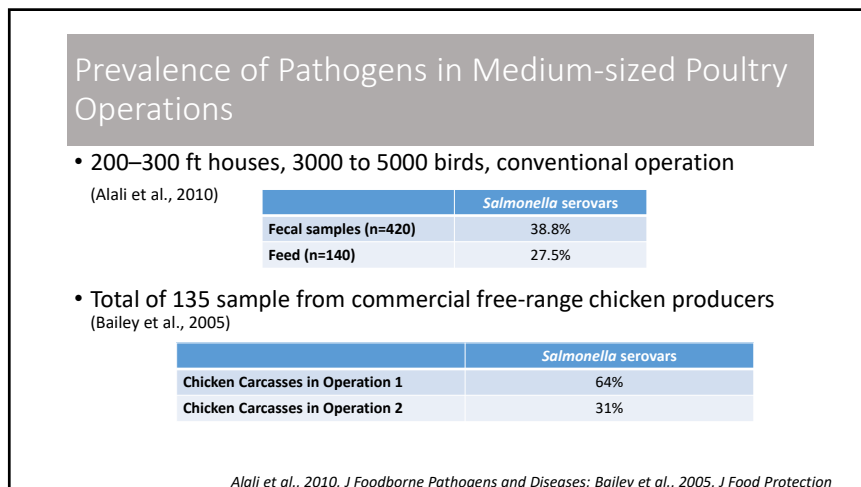 Prevalence of Pathogens in Medium-sized Poultry
Operations
• 200–300 ft houses, 3000 to 5000 birds, conventional operation
(Alali et al., 2010)
Salmonella serovars
Fecal samples (n=420) 38.8%
Feed (n=140) 27.5%
• Total of 135 sample from commercial free-range chicken producers
(Bailey et al., 2005)
Salmonella serovars
Chicken Carcasses in Operation 1 64%
Chicken Carcasses in Operation 2 31%
Alali et al., 2010. J Foodborne Pathogens and Diseases; Bailey et al., 2005. J Food Protection